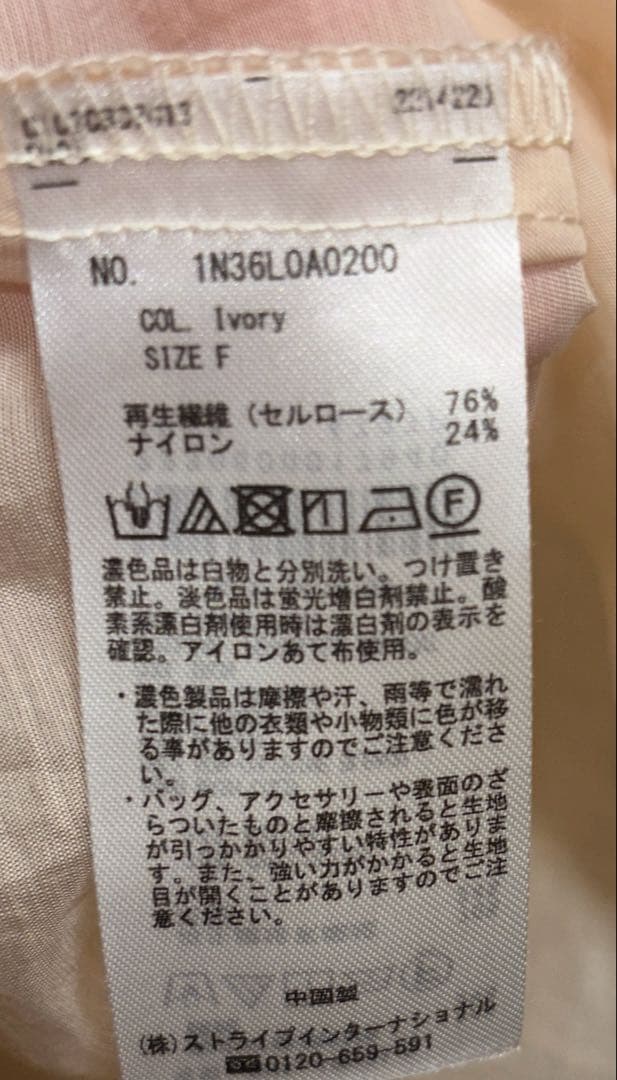 NO. 1N36L0A0200
COL. Ivory
SIZE F
再生繊維（セルロース） 76%
ナイロン 24%
F
濃色品は白物と分別洗い。つけ置き
禁止。淡色品は蛍光増白剤禁止。酸
素系漂白剤使用時は漂白剤の表示を
確認。アイロンあて布使用。
・濃色製品は摩擦や汗、雨等で濡れ
た際に他の衣類や小物類に色が移
る事がありますのでご注意くださ
い。
・バッグ、アクセサリーや表面のざ
らついたものと摩擦されると生地
が引っかかりやすい特性がありま
す。また、強い力がかかると生地
目が開くことがありますのでご注
意ください。
中国製
(株)ストライプインターナショナル
0120-659-591